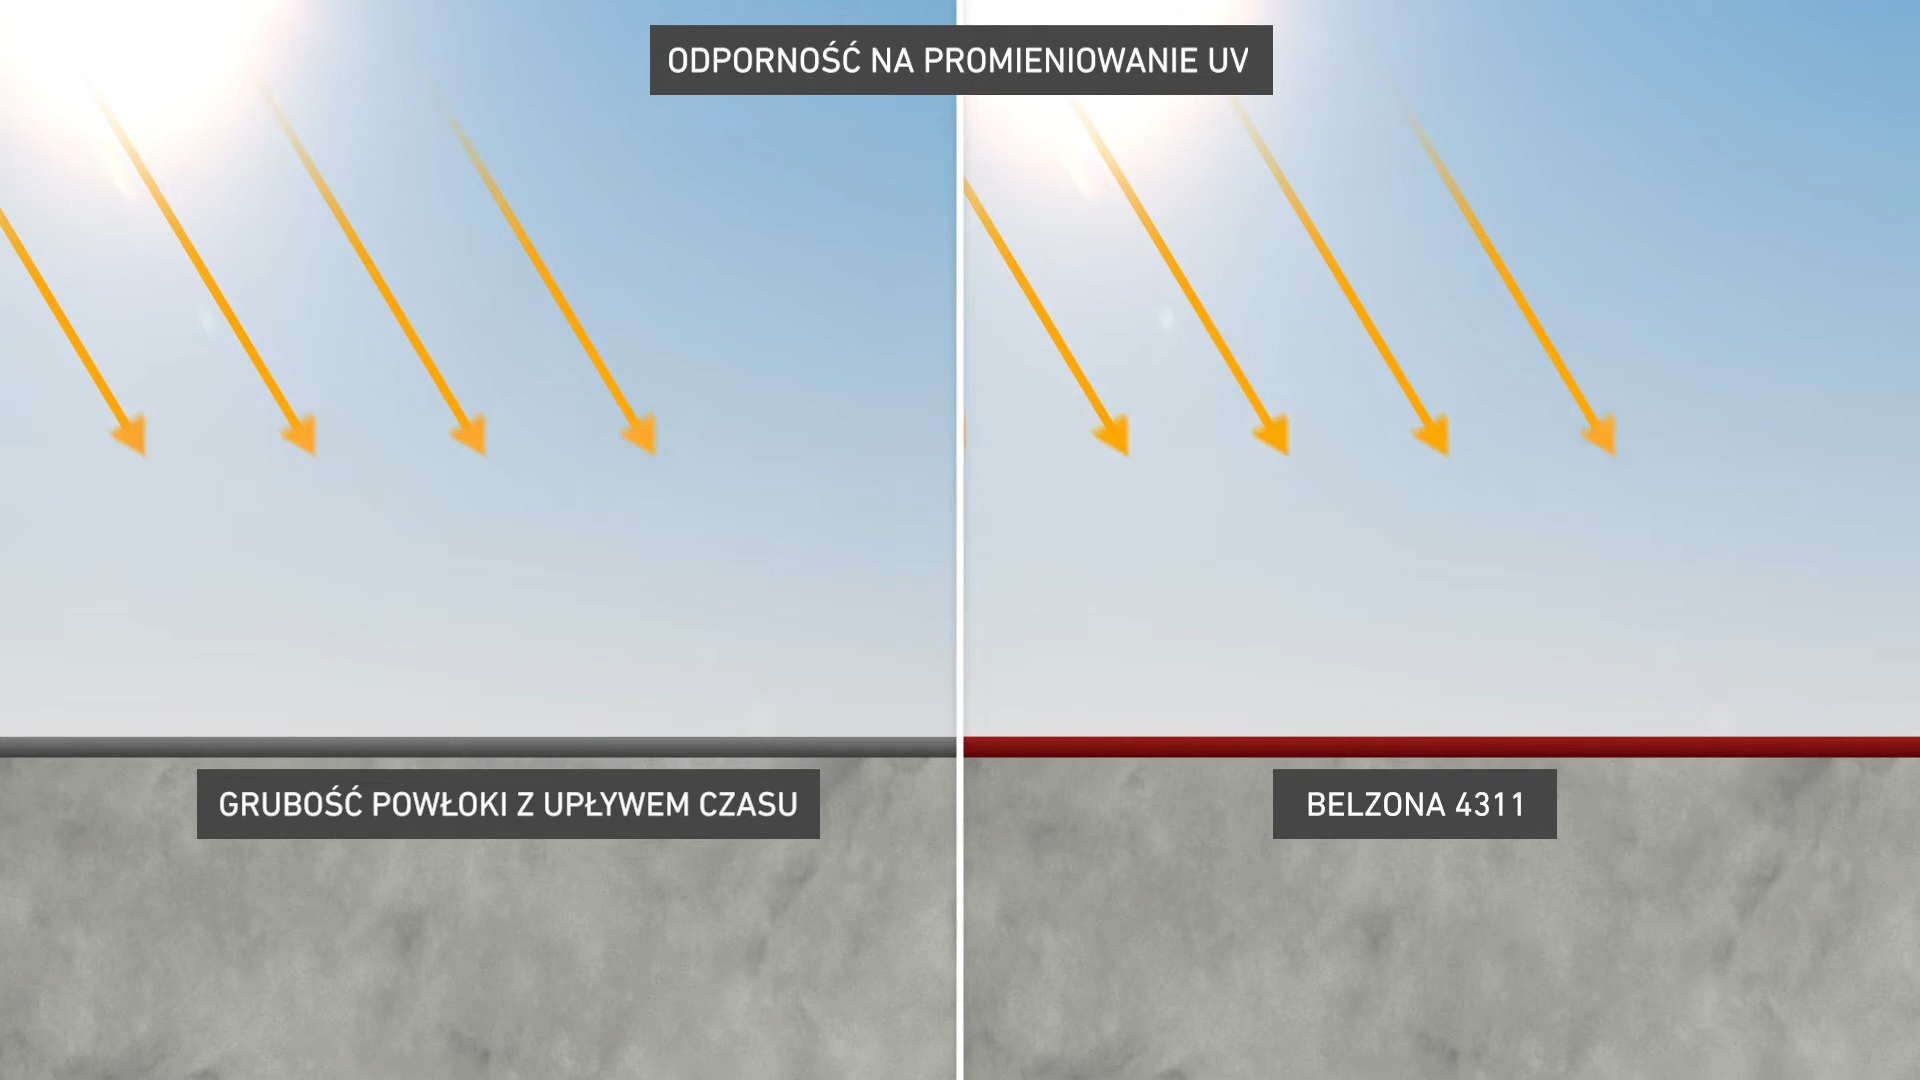 ODPORNOŚĆ NA PROMIENIOWANIE UV
GRUBOŚĆ POWŁOKI Z UPŁYWEM CZASU
BELZONA 4311